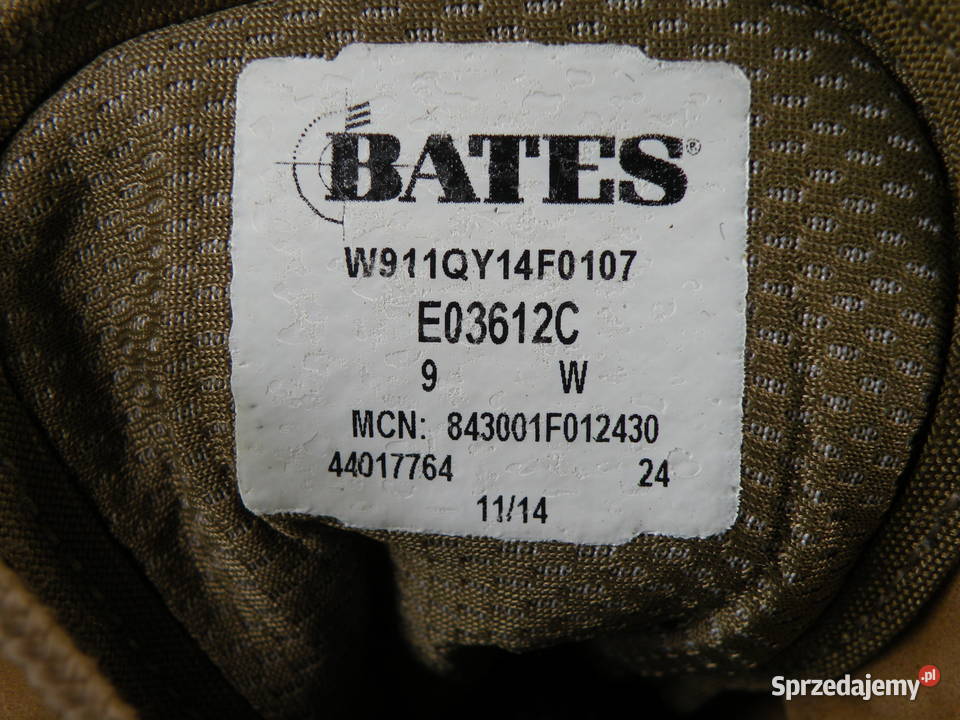 BATES®
W911QY14F0107
E03612C
9 W
MCN: 843001F012430
44017764 24
11/14
Sprzedajemy.pl